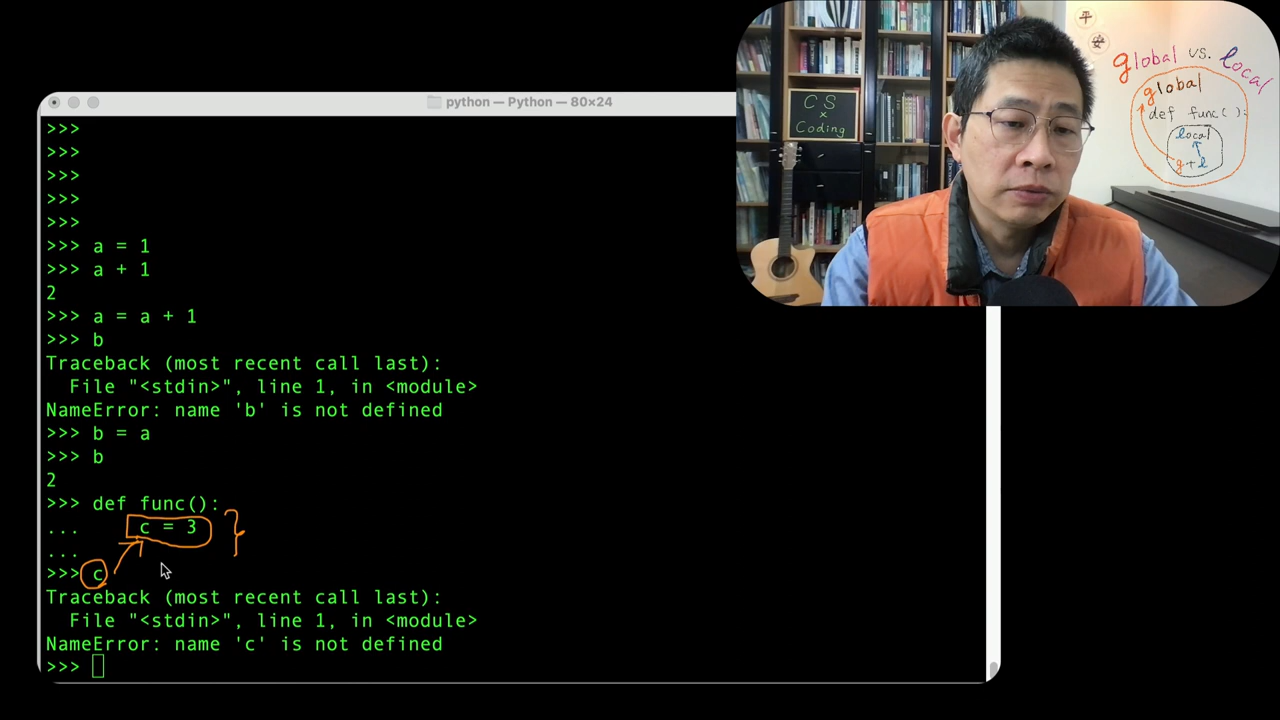 python — Python — 80×24
>>>
>>>
>>>
>>>
>>>
>>> a = 1
>>> a + 1
2
>>> a = a + 1
>>> b
Traceback (most recent call last):
  File "<stdin>", line 1, in <module>
NameError: name 'b' is not defined
>>> b = a
>>> b
2
>>> def func():
...     c = 3
...
>>> c
Traceback (most recent call last):
  File "<stdin>", line 1, in <module>
NameError: name 'c' is not defined
>>>
CS
×
Coding
平
安
global vs. local
global
def func():
local
g+l